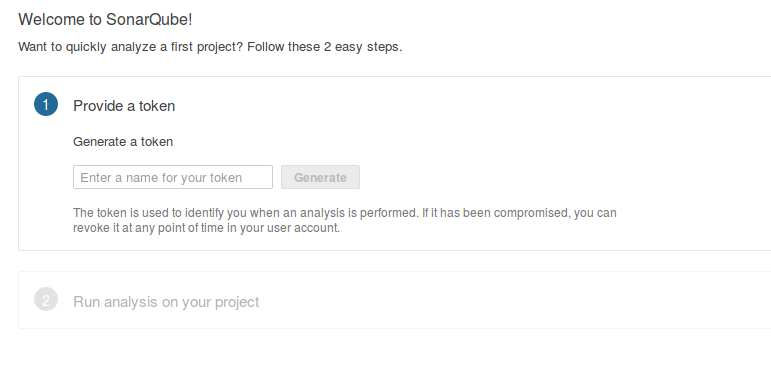 Welcome to SonarQube!
Want to quickly analyze a first project? Follow these 2 easy steps.
1 Provide a token
Generate a token
Enter a name for your token Generate
The token is used to identify you when an analysis is performed. If it has been compromised, you can
revoke it at any point of time in your user account.
2 Run analysis on your project